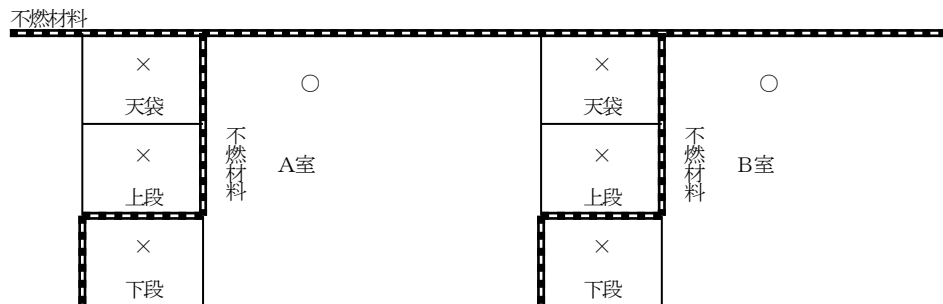 不燃材料
×
○
×
○
天袋
天袋
×
不燃材料
A室
×
不燃材料
B室
上段
上段
×
×
下段
下段